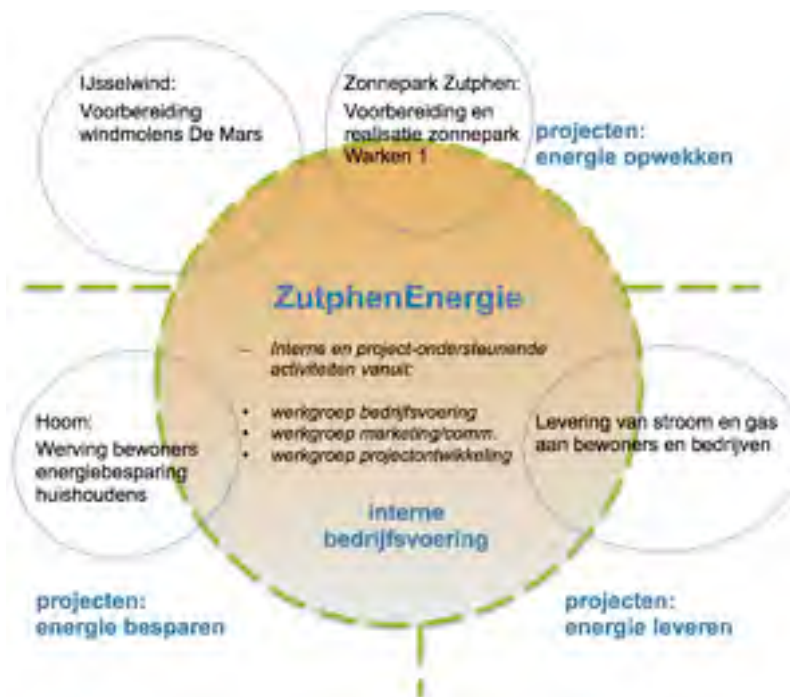 IJsselwind:
Voorbereiding
windmolens De Mars
Zonnepark Zutphen:
Voorbereiding en
realisatie zonnepark
Warken 1
projecten:
energie opwekken
ZutphenEnergie
– Interne en project-ondersteunende
activiteiten vanuit:
• werkgroep bedrijfsvoering
• werkgroep marketing/comm.
• werkgroep projectontwikkeling
interne
bedrijfsvoering
Hoom:
Werving bewoners
energiebesparing
huishoudens
Levering van stroom en gas
aan bewoners en bedrijven
projecten:
energie besparen
projecten:
energie leveren